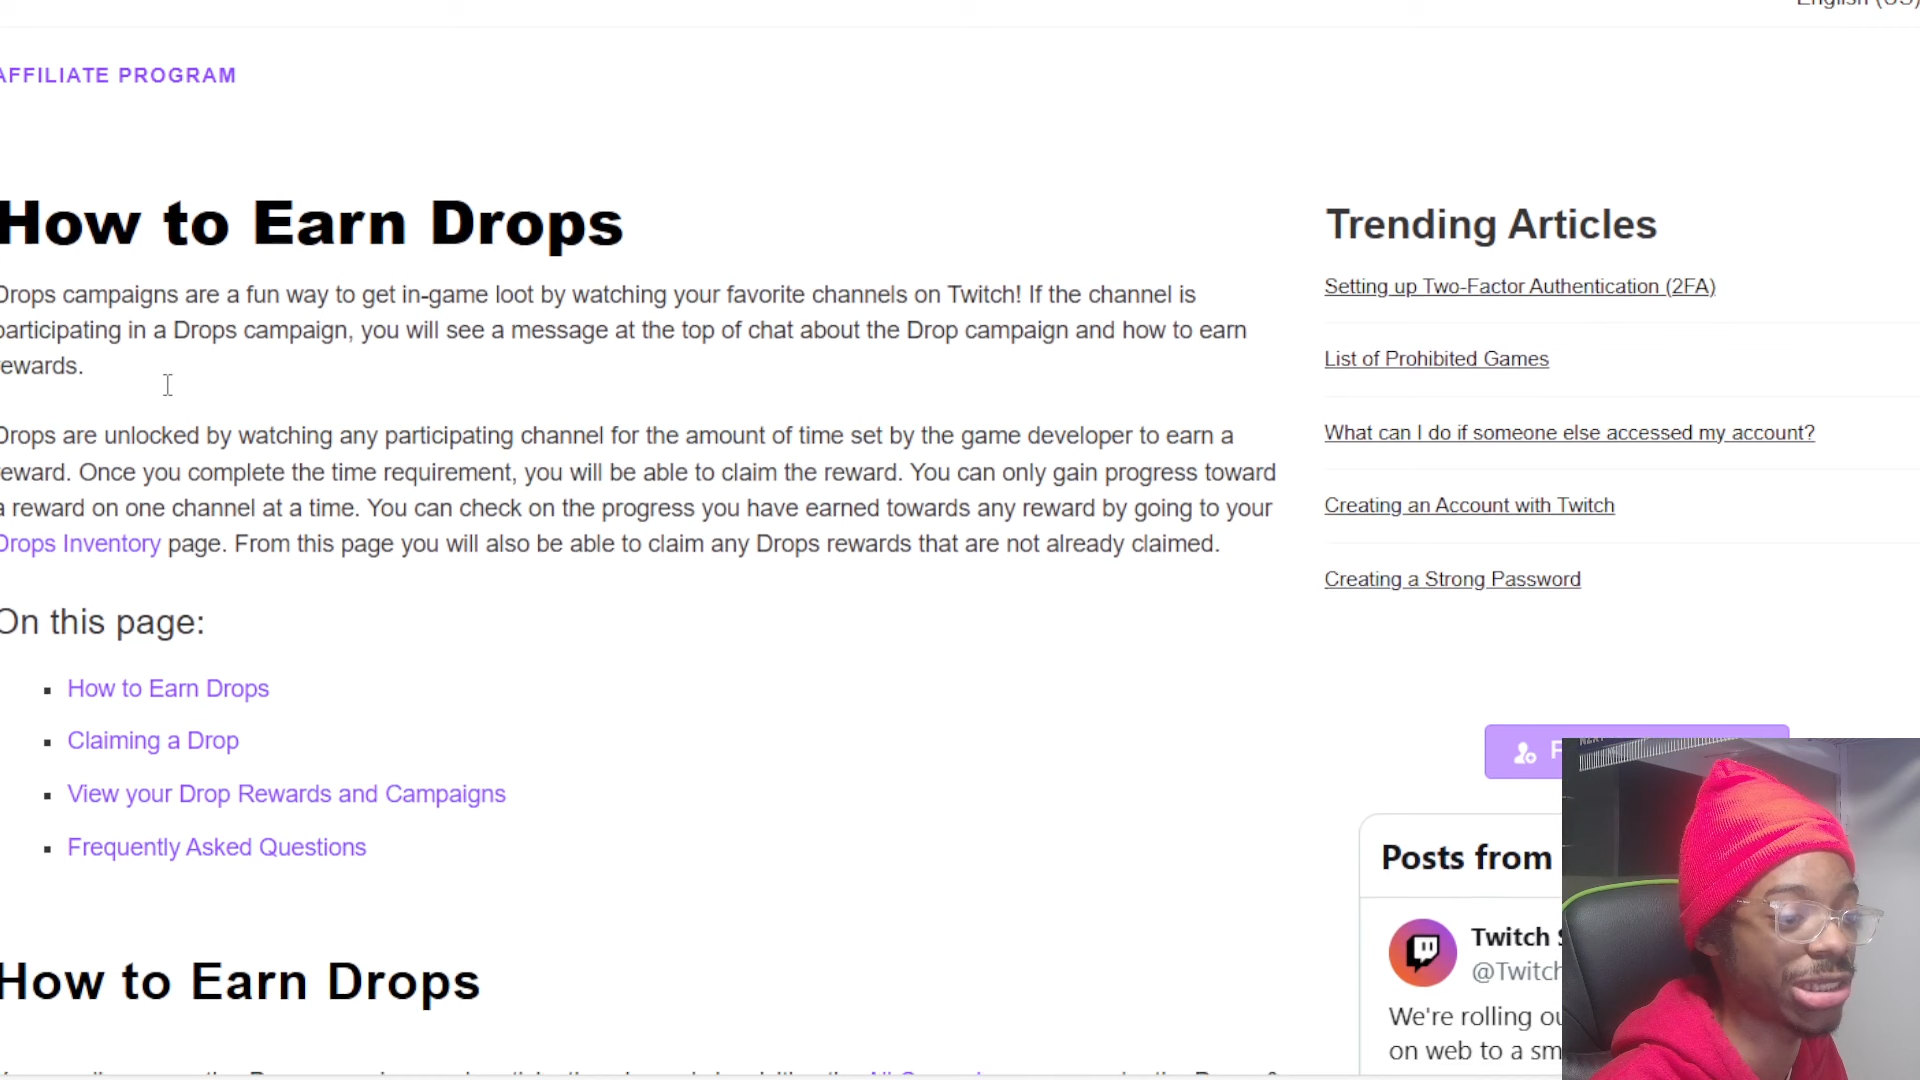 English (US)
AFFILIATE PROGRAM
How to Earn Drops
Drops campaigns are a fun way to get in-game loot by watching your favorite channels on Twitch! If the channel is
participating in a Drops campaign, you will see a message at the top of chat about the Drop campaign and how to earn
rewards.
Drops are unlocked by watching any participating channel for the amount of time set by the game developer to earn a
reward. Once you complete the time requirement, you will be able to claim the reward. You can only gain progress toward
a reward on one channel at a time. You can check on the progress you have earned towards any reward by going to your
Drops Inventory page. From this page you will also be able to claim any Drops rewards that are not already claimed.
On this page:
How to Earn Drops
Claiming a Drop
View your Drop Rewards and Campaigns
Frequently Asked Questions
How to Earn Drops
Trending Articles
Setting up Two-Factor Authentication (2FA)
List of Prohibited Games
What can I do if someone else accessed my account?
Creating an Account with Twitch
Creating a Strong Password
Posts from
Twitch
@Twitch
We're rolling
on web to a